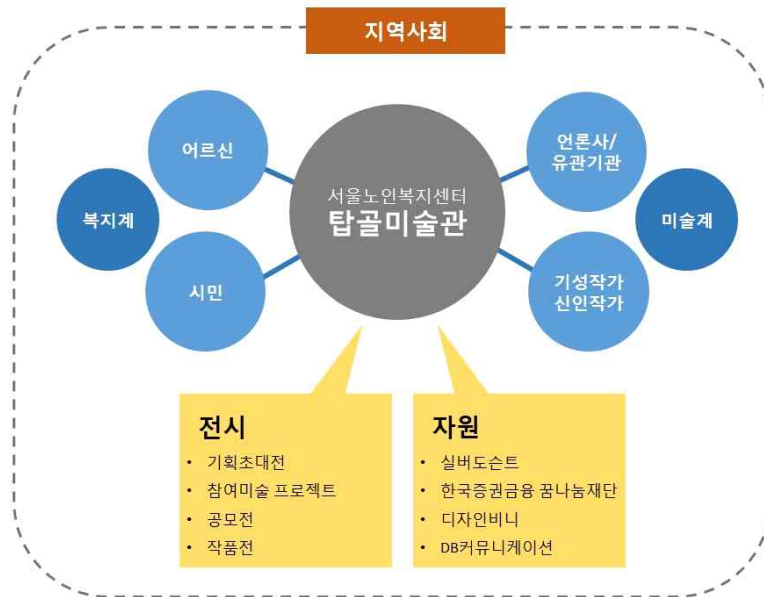 지역사회
어르신
복지계
시민
서울노인복지센터
탑골미술관
언론사/
유관기관
미술계
기성작가
신인작가
전시
• 기획초대전
• 참여미술 프로젝트
• 공모전
• 작품전
자원
• 실버도슨트
• 한국증권금융 꿈나눔재단
• 디자인비니
• DB커뮤니케이션